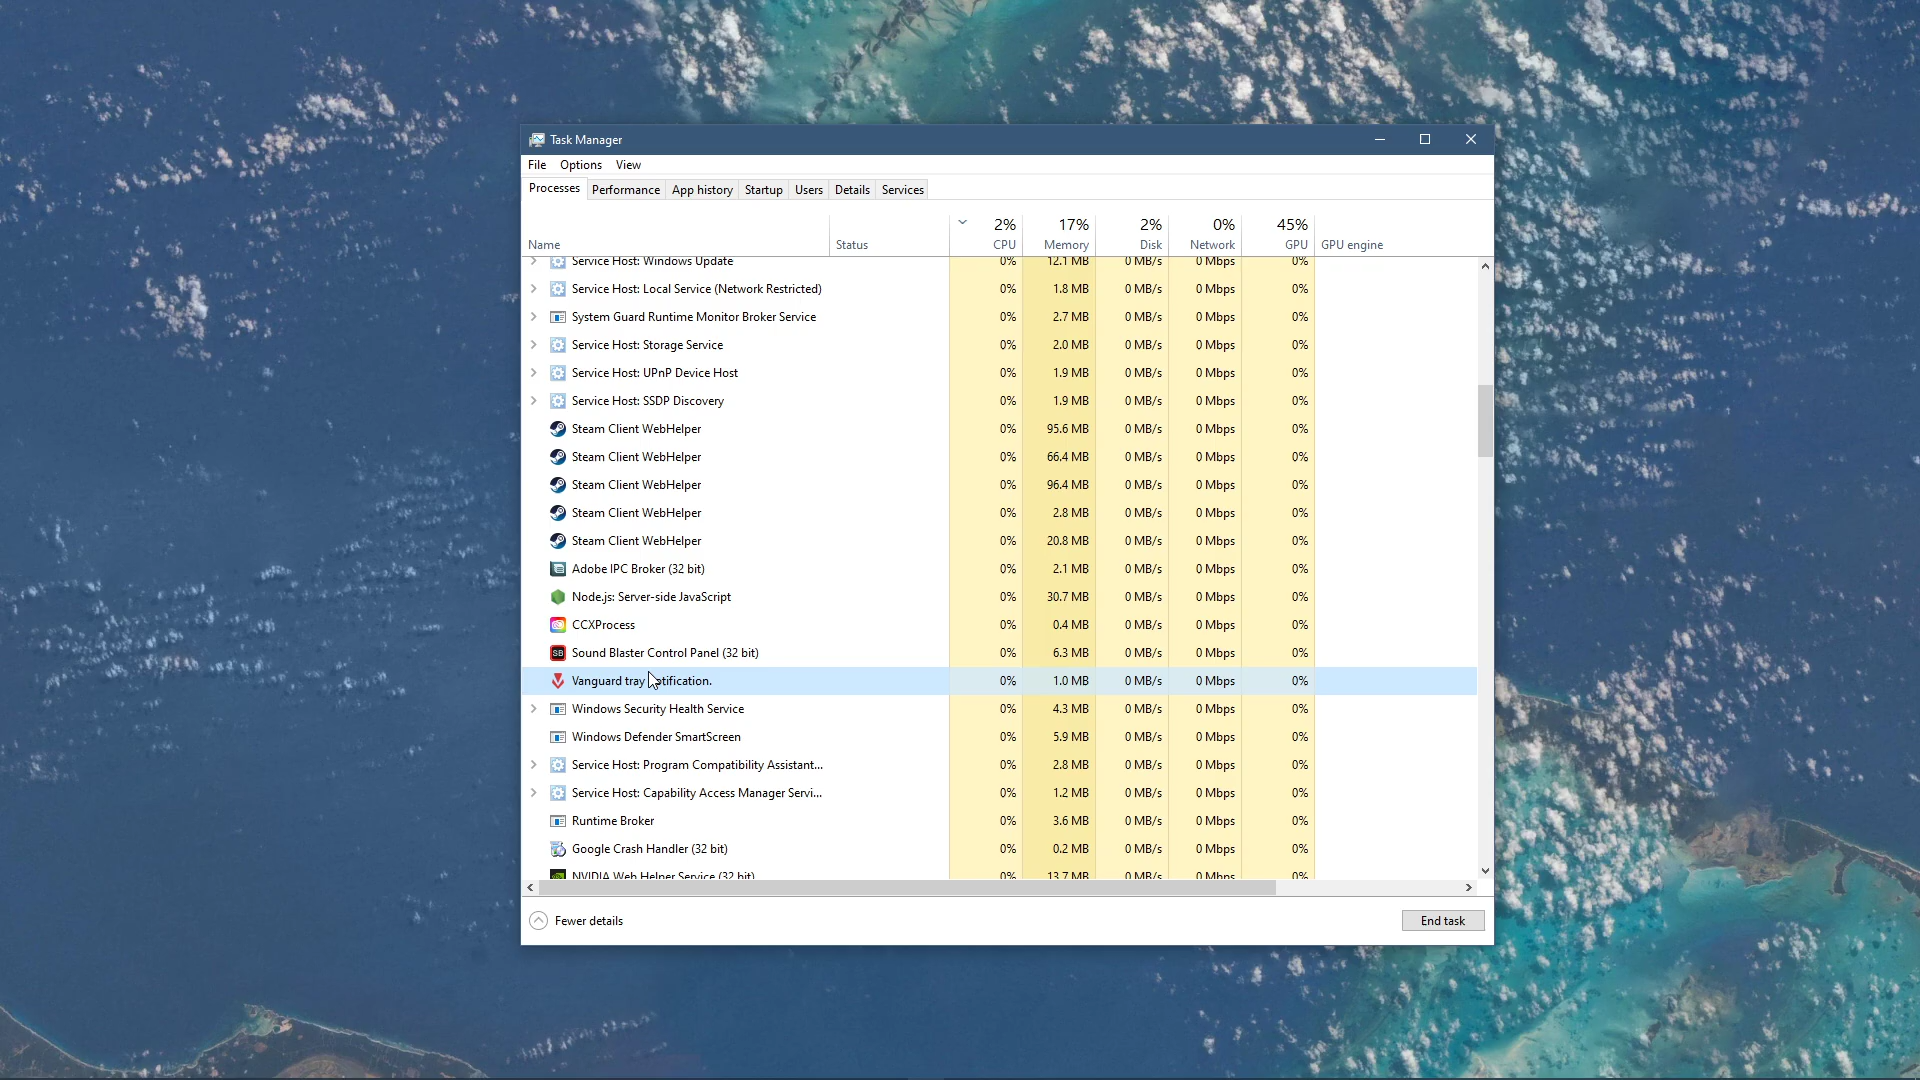 Task Manager
File Options View
Processes Performance App history Startup Users Details Services
2% 17% 2% 0% 45%
Name Status CPU Memory Disk Network GPU GPU engine
Service Host: Windows Update 0% 12.1 MB 0 MB/s 0 Mbps 0%
Service Host: Local Service (Network Restricted) 0% 1.8 MB 0 MB/s 0 Mbps 0%
System Guard Runtime Monitor Broker Service 0% 2.7 MB 0 MB/s 0 Mbps 0%
Service Host: Storage Service 0% 2.0 MB 0 MB/s 0 Mbps 0%
Service Host: UPnP Device Host 0% 1.9 MB 0 MB/s 0 Mbps 0%
Service Host: SSDP Discovery 0% 1.9 MB 0 MB/s 0 Mbps 0%
Steam Client WebHelper 0% 95.6 MB 0 MB/s 0 Mbps 0%
Steam Client WebHelper 0% 66.4 MB 0 MB/s 0 Mbps 0%
Steam Client WebHelper 0% 96.4 MB 0 MB/s 0 Mbps 0%
Steam Client WebHelper 0% 2.8 MB 0 MB/s 0 Mbps 0%
Steam Client WebHelper 0% 20.8 MB 0 MB/s 0 Mbps 0%
Adobe IPC Broker (32 bit) 0% 2.1 MB 0 MB/s 0 Mbps 0%
Node.js: Server-side JavaScript 0% 30.7 MB 0 MB/s 0 Mbps 0%
CCXProcess 0% 0.4 MB 0 MB/s 0 Mbps 0%
SB Sound Blaster Control Panel (32 bit) 0% 6.3 MB 0 MB/s 0 Mbps 0%
Vanguard tray notification. 0% 1.0 MB 0 MB/s 0 Mbps 0%
Windows Security Health Service 0% 4.3 MB 0 MB/s 0 Mbps 0%
Windows Defender SmartScreen 0% 5.9 MB 0 MB/s 0 Mbps 0%
Service Host: Program Compatibility Assistant... 0% 2.8 MB 0 MB/s 0 Mbps 0%
Service Host: Capability Access Manager Servi... 0% 1.2 MB 0 MB/s 0 Mbps 0%
Runtime Broker 0% 3.6 MB 0 MB/s 0 Mbps 0%
Google Crash Handler (32 bit) 0% 0.2 MB 0 MB/s 0 Mbps 0%
NVIDIA Web Helper Service (32 bit) 0% 13.7 MB 0 MB/s 0 Mbps 0%
Fewer details End task